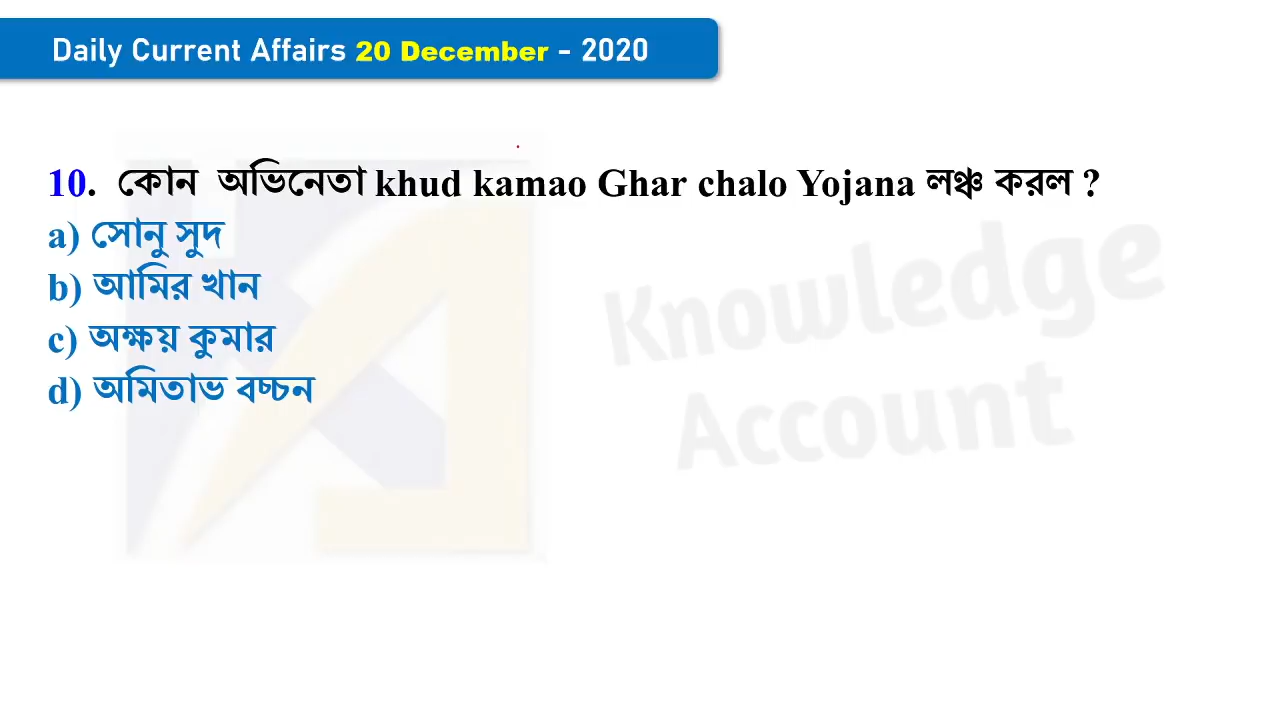 Daily Current Affairs 20 December - 2020
10. কোন অভিনেতা khud kamao Ghar chalo Yojana লঞ্চ করল ?
a) সোনু সুদ
b) আমির খান
c) অক্ষয় কুমার
d) অমিতাভ বচ্চন
Knowledge
Account